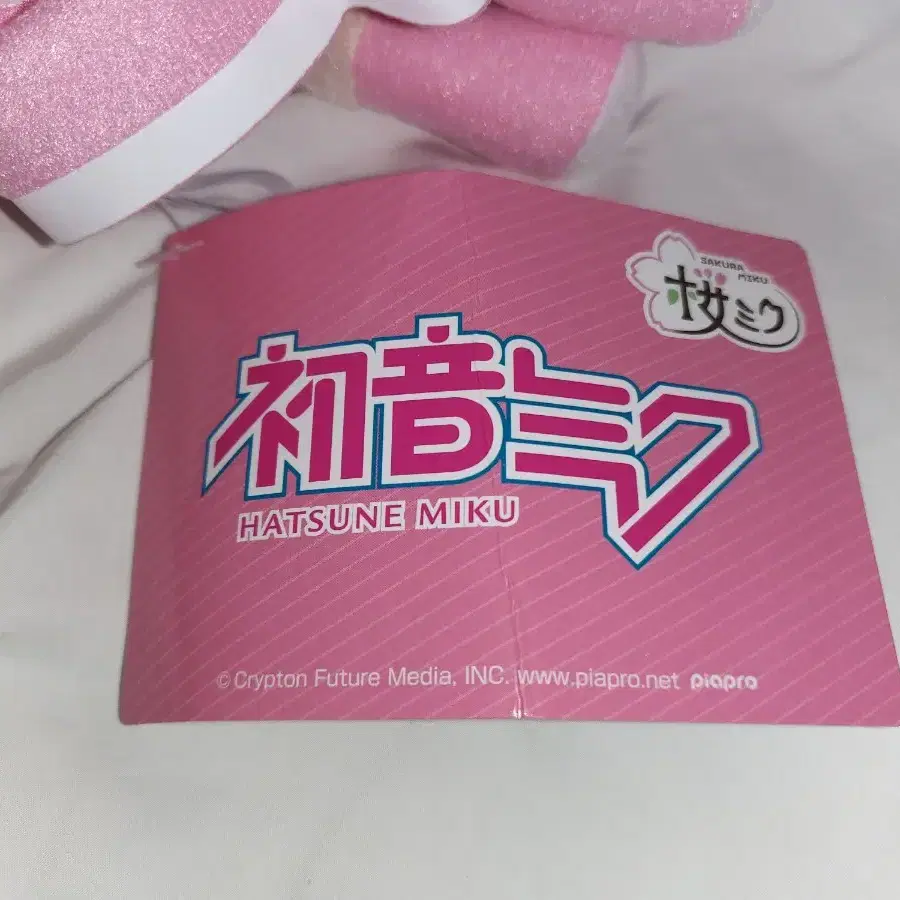 SAKURA MIKU
桜ミク
初音ミク
HATSUNE MIKU
©Crypton Future Media, INC. www.piapro.net piapro